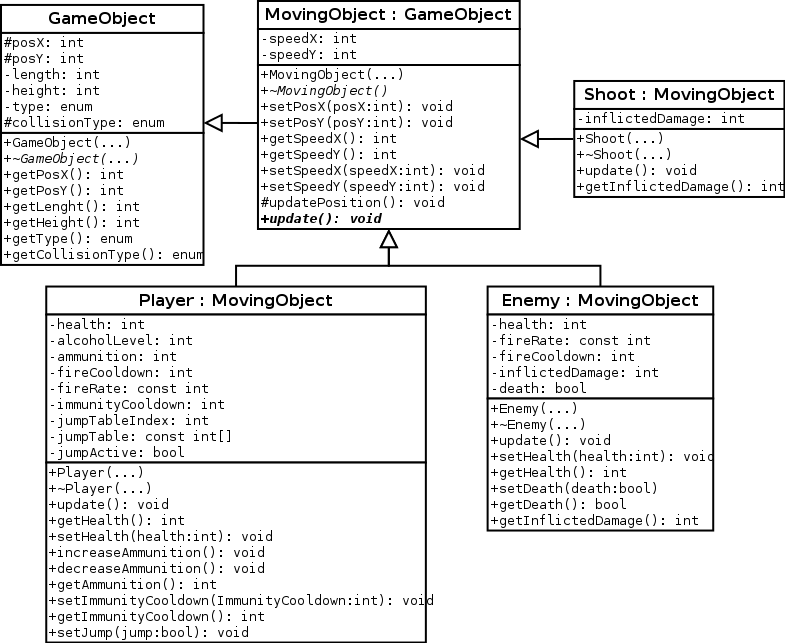 GameObject
#posX: int
#posY: int
-length: int
-height: int
-type: enum
#collisionType: enum
+GameObject(...)
+~GameObject(...)
+getPosX(): int
+getPosY(): int
+getLenght(): int
+getHeight(): int
+getType(): enum
+getCollisionType(): enum
MovingObject : GameObject
-speedX: int
-speedY: int
+MovingObject(...)
+~MovingObject()
+setPosX(posX:int): void
+setPosY(posY:int): void
+getSpeedX(): int
+getSpeedY(): int
+setSpeedX(speedX:int): void
+setSpeedY(speedY:int): void
#updatePosition(): void
+update(): void
Shoot : MovingObject
-inflictedDamage: int
+Shoot(...)
+~Shoot(...)
+update(): void
+getInflictedDamage(): int
Player : MovingObject
-health: int
-alcoholLevel: int
-ammunition: int
-fireCooldown: int
-fireRate: const int
-immunityCooldown: int
-jumpTableIndex: int
-jumpTable: const int[]
-jumpActive: bool
+Player(...)
+~Player(...)
+update(): void
+getHealth(): int
+setHealth(health:int): void
+increaseAmmunition(): void
+decreaseAmmunition(): void
+getAmmunition(): int
+setImmunityCooldown(ImmunityCooldown:int): void
+getImmunityCooldown(): int
+setJump(jump:bool): void
Enemy : MovingObject
-health: int
-fireRate: const int
-fireCooldown: int
-inflictedDamage: int
-death: bool
+Enemy(...)
+~Enemy(...)
+update(): void
+setHealth(health:int): void
+getHealth(): int
+setDeath(death:bool)
+getDeath(): bool
+getInflictedDamage(): int